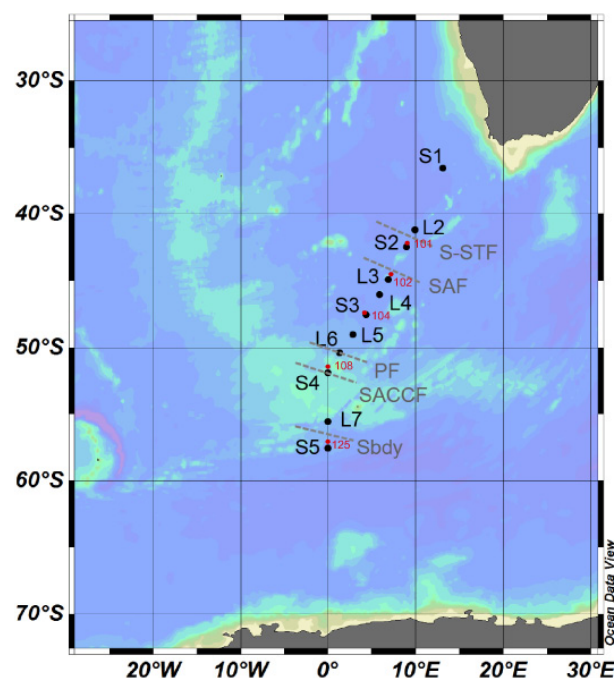 30°S
S1
40°S
L2
S2
101
S-STF
L3
102
SAF
S3
104
L4
L6
L5
50°S
108
PF
S4
SACCF
L7
S5
125
Sbdy
60°S
70°S
20°W
10°W
0°
10°E
20°E
30°E
Ocean Data View